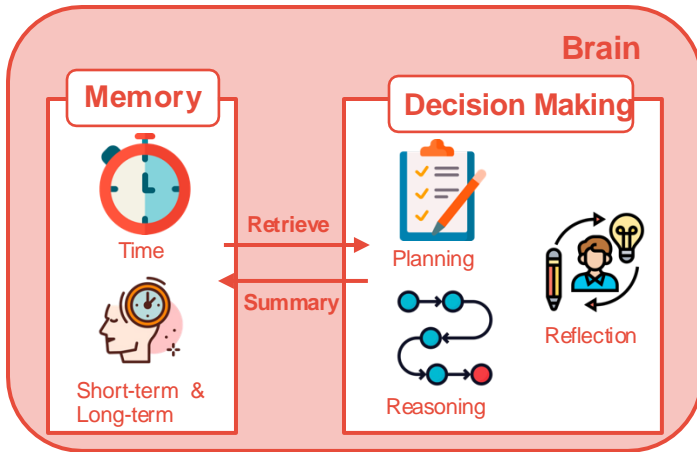 Brain
Memory
Time
Short-term & 
Long-term
Retrieve
Summary
Decision Making
Planning
Reasoning
Reflection